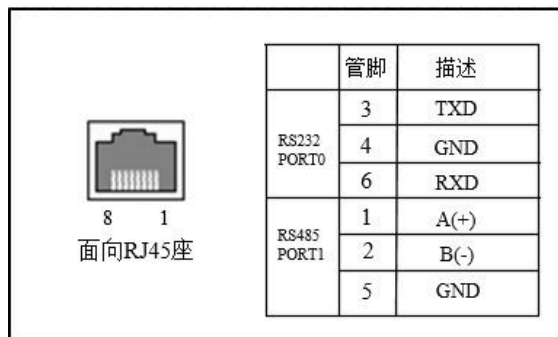 8 1
面向RJ45座
管脚 描述
RS232 PORT0
3 TXD
4 GND
6 RXD
RS485 PORT1
1 A(+)
2 B(-)
5 GND